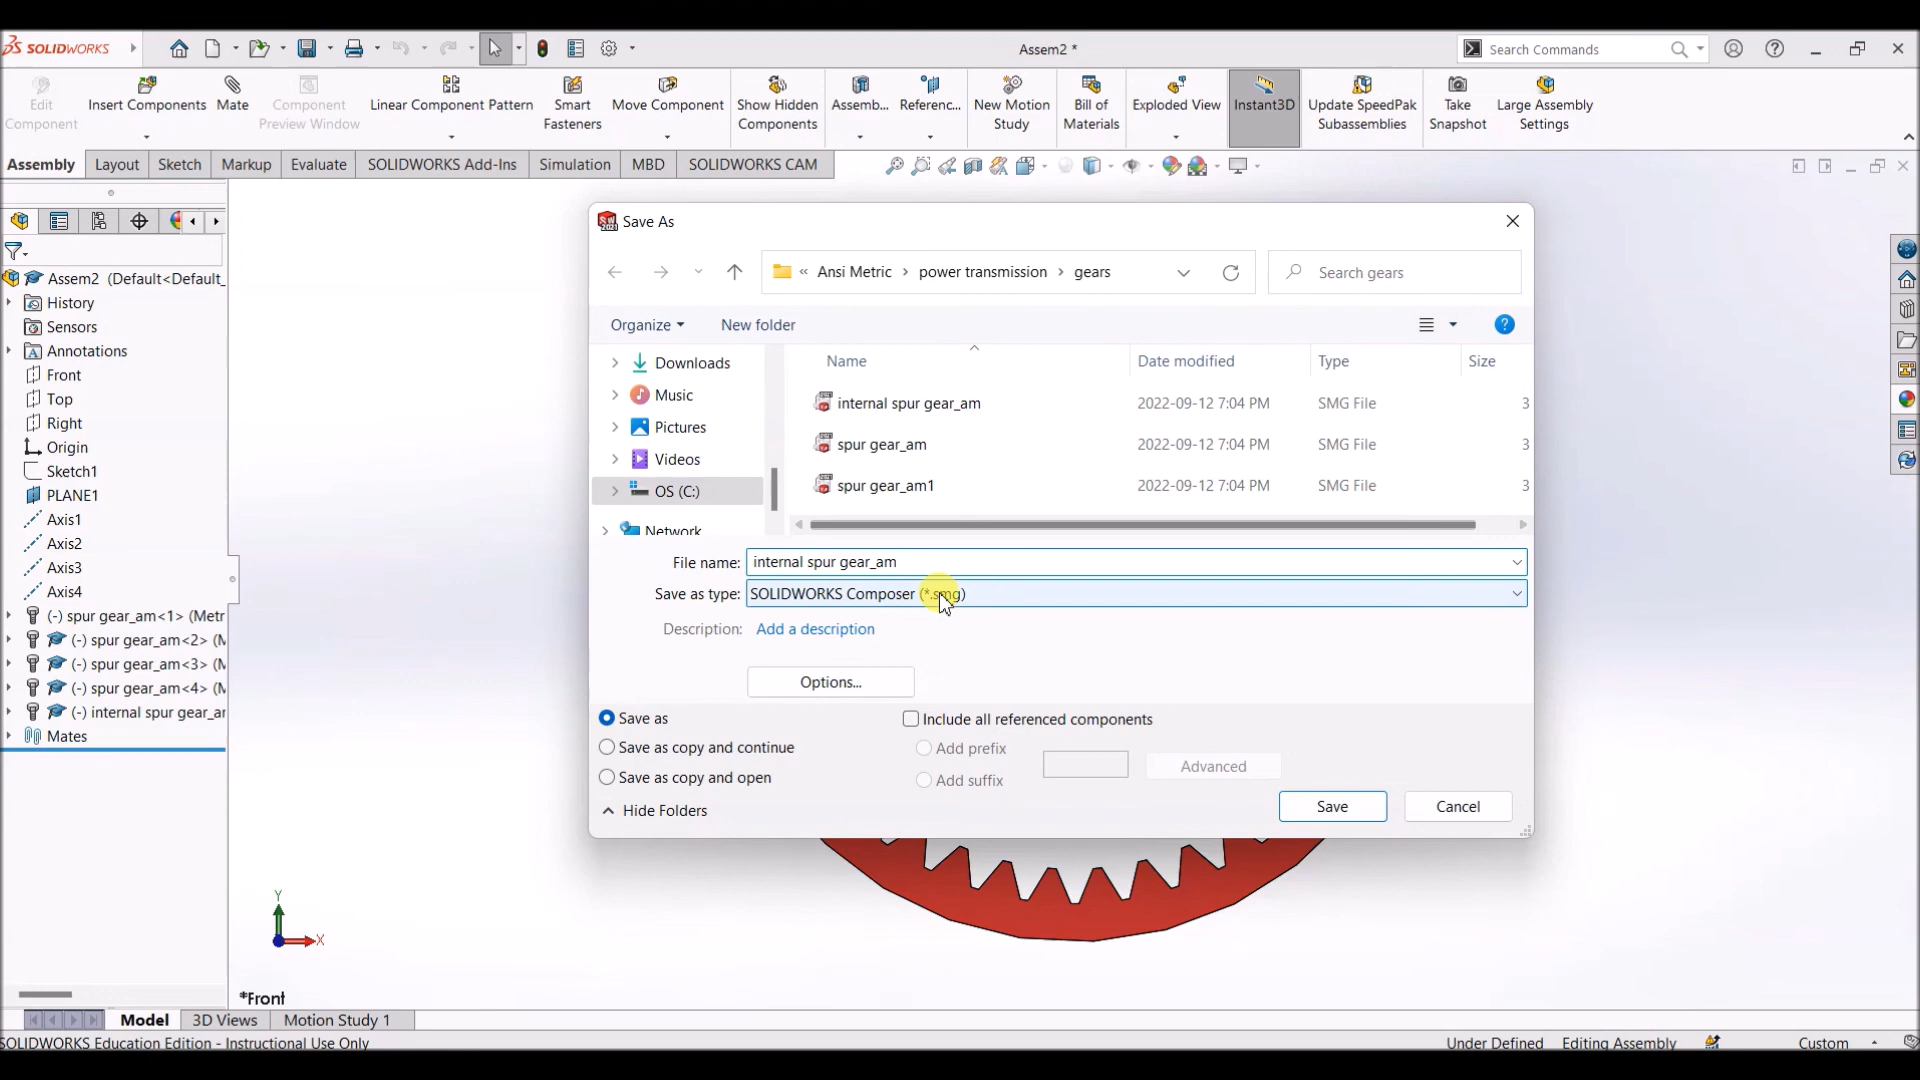 SOLIDWORKS
Assem2 *
Search Commands
Edit Component
Insert Components
Mate
Component Preview Window
Linear Component Pattern
Smart Fasteners
Move Component
Show Hidden Components
Assemb...
Referenc...
New Motion Study
Bill of Materials
Exploded View
Instant3D
Update SpeedPak Subassemblies
Take Snapshot
Large Assembly Settings
Assembly
Layout
Sketch
Markup
Evaluate
SOLIDWORKS Add-Ins
Simulation
MBD
SOLIDWORKS CAM
Assem2 (Default<Default_
History
Sensors
Annotations
Front
Top
Right
Origin
Sketch1
PLANE1
Axis1
Axis2
Axis3
Axis4
(-) spur gear_am<1> (Metr
(-) spur gear_am<2> (M
(-) spur gear_am<3> (M
(-) spur gear_am<4> (M
(-) internal spur gear_ar
Mates
Save As
« Ansi Metric › power transmission › gears
Search gears
Organize
New folder
Downloads
Music
Pictures
Videos
OS (C:)
Network
Name
Date modified
Type
Size
internal spur gear_am 2022-09-12 7:04 PM SMG File 3
spur gear_am 2022-09-12 7:04 PM SMG File 3
spur gear_am1 2022-09-12 7:04 PM SMG File 3
File name: internal spur gear_am
Save as type: SOLIDWORKS Composer (*.smg)
Description: Add a description
Options...
Save as
Save as copy and continue
Save as copy and open
Include all referenced components
Add prefix
Add suffix
Advanced
Hide Folders
Save
Cancel
Y
X
*Front
Model
3D Views
Motion Study 1
SOLIDWORKS Education Edition - Instructional Use Only
Under Defined
Editing Assembly
Custom